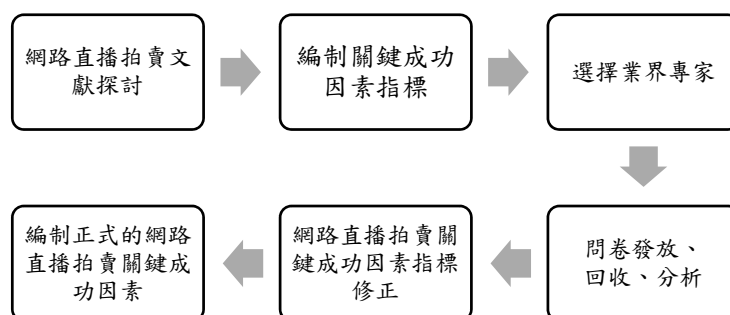 網路直播拍賣文
獻探討
編制關鍵成功
因素指標
選擇業界專家
問卷發放、
回收、分析
網路直播拍賣關
鍵成功因素指標
修正
編制正式的網路
直播拍賣關鍵成
功因素